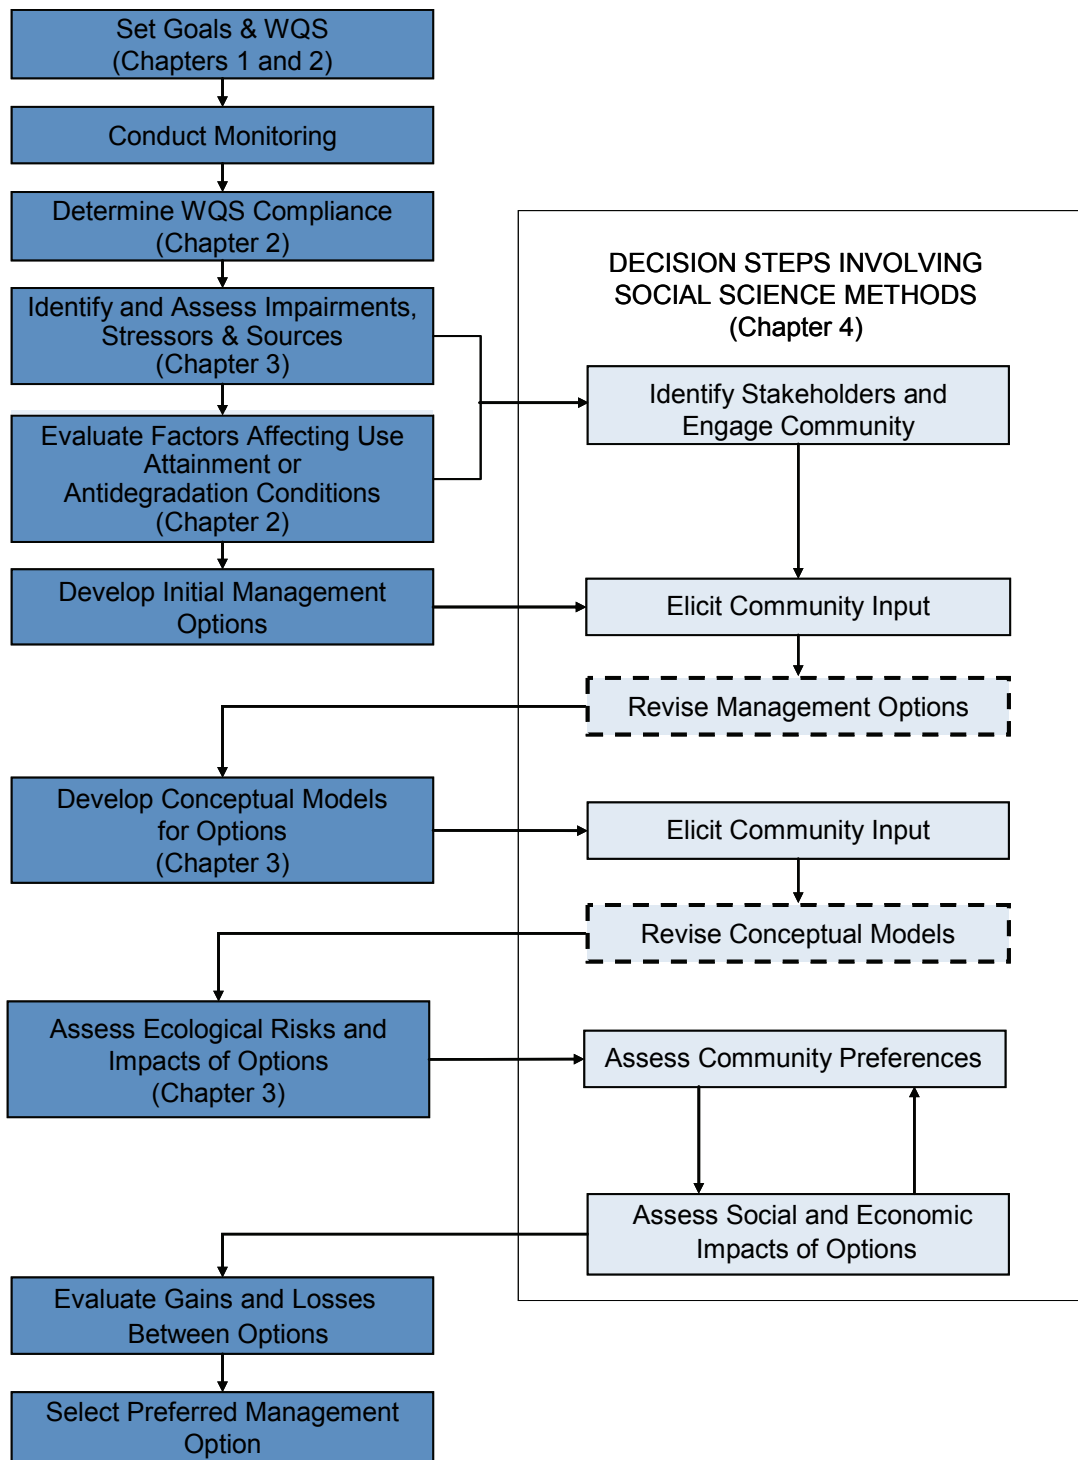 Set Goals & WQS
(Chapters 1 and 2)
Conduct Monitoring
Determine WQS Compliance
(Chapter 2)
Identify and Assess Impairments,
Stressors & Sources
(Chapter 3)
Evaluate Factors Affecting Use
Attainment or
Antidegradation Conditions
(Chapter 2)
Develop Initial Management
Options
DECISION STEPS INVOLVING
SOCIAL SCIENCE METHODS
(Chapter 4)
Identify Stakeholders and
Engage Community
Elicit Community Input
Revise Management Options
Develop Conceptual Models
for Options
(Chapter 3)
Elicit Community Input
Revise Conceptual Models
Assess Ecological Risks and
Impacts of Options
(Chapter 3)
Assess Community Preferences
Assess Social and Economic
Impacts of Options
Evaluate Gains and Losses
Between Options
Select Preferred Management
Option